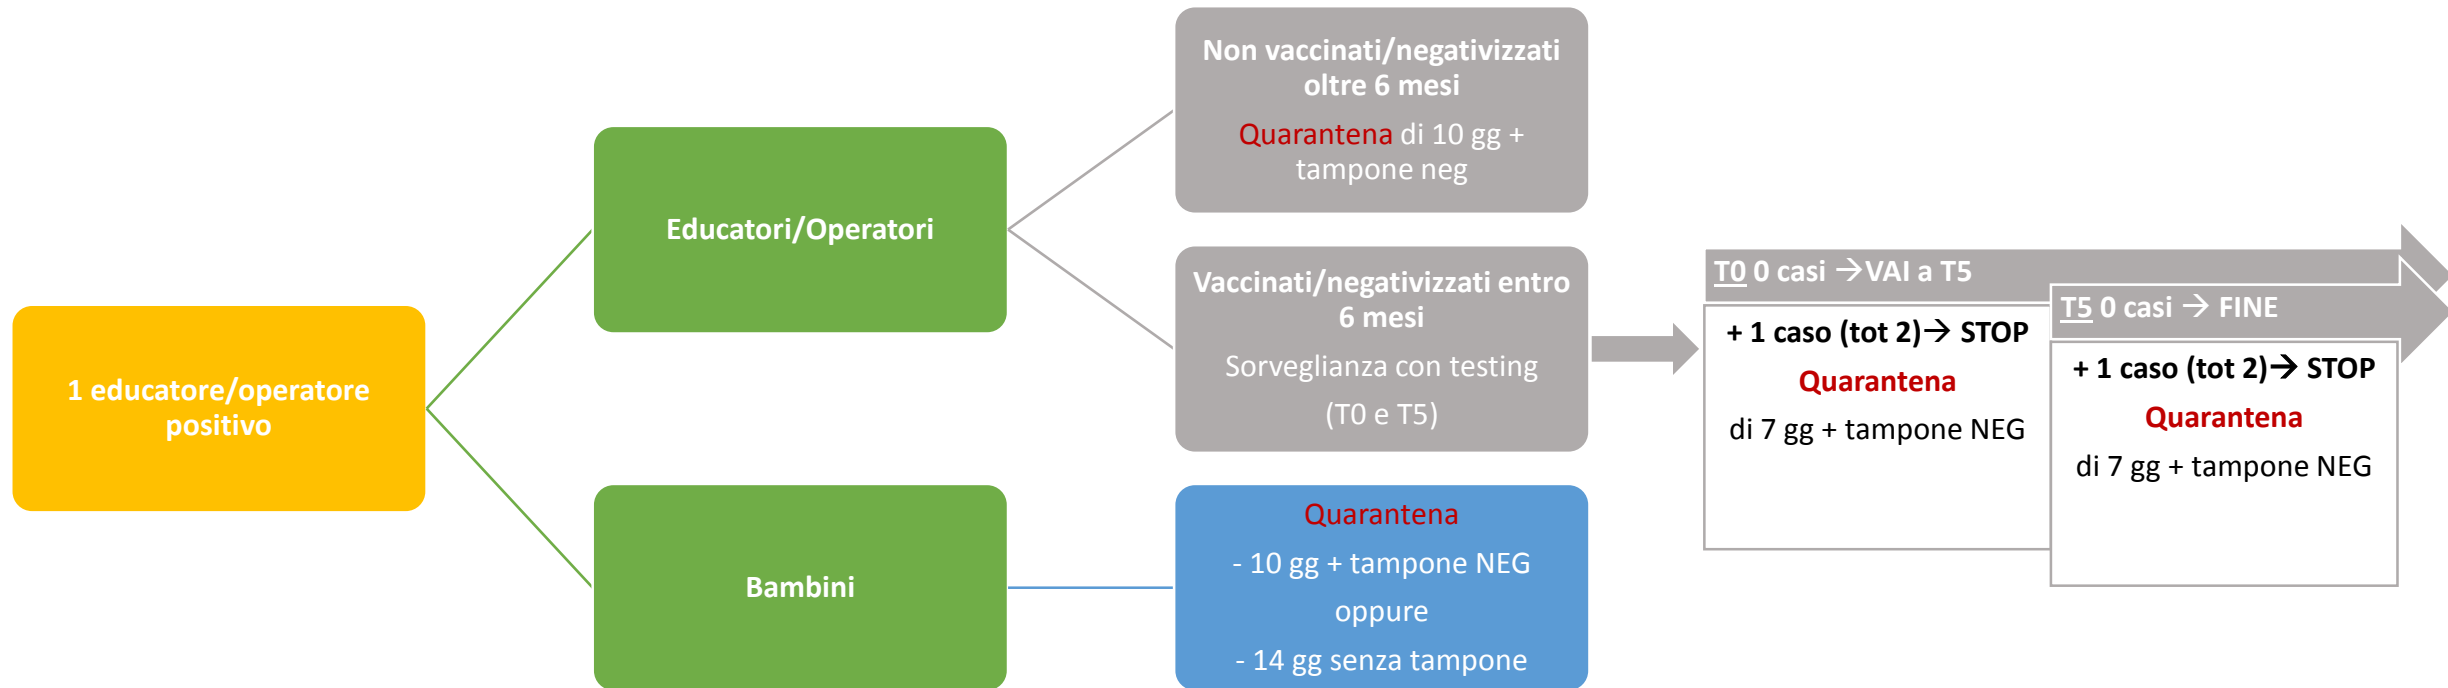 1 educatore/operatore
positivo
Educatori/Operatori
Bambini
Non vaccinati/negativizzati
oltre 6 mesi
Quarantena di 10 gg +
tampone neg
Vaccinati/negativizzati entro
6 mesi
Sorveglianza con testing
(T0 e T5)
Quarantena
- 10 gg + tampone NEG
oppure
- 14 gg senza tampone
T0 0 casi →VAI a T5
+ 1 caso (tot 2)→ STOP
Quarantena
di 7 gg + tampone NEG
T5 0 casi → FINE
+ 1 caso (tot 2)→ STOP
Quarantena
di 7 gg + tampone NEG